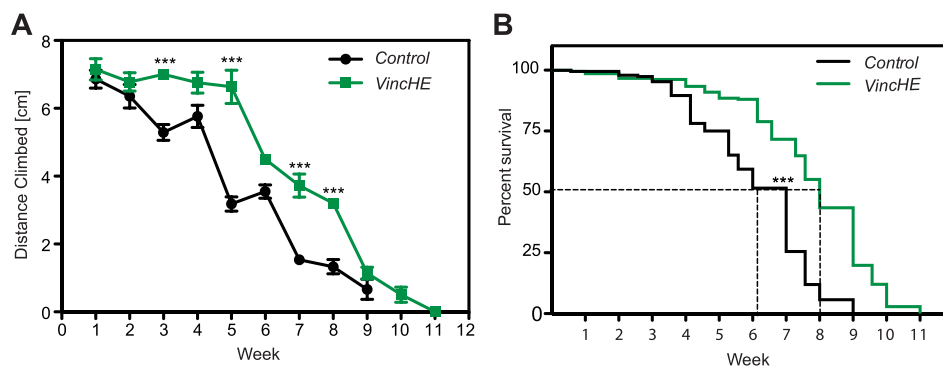 A
Distance Climbed [cm]
8
6
4
2
0
0 1 2 3 4 5 6 7 8 9 10 11 12
Week
Control
VincHE
***
***
***
***
B
Percent survival
100
75
50
25
0
1 2 3 4 5 6 7 8 9 10 11
Week
Control
VincHE
***